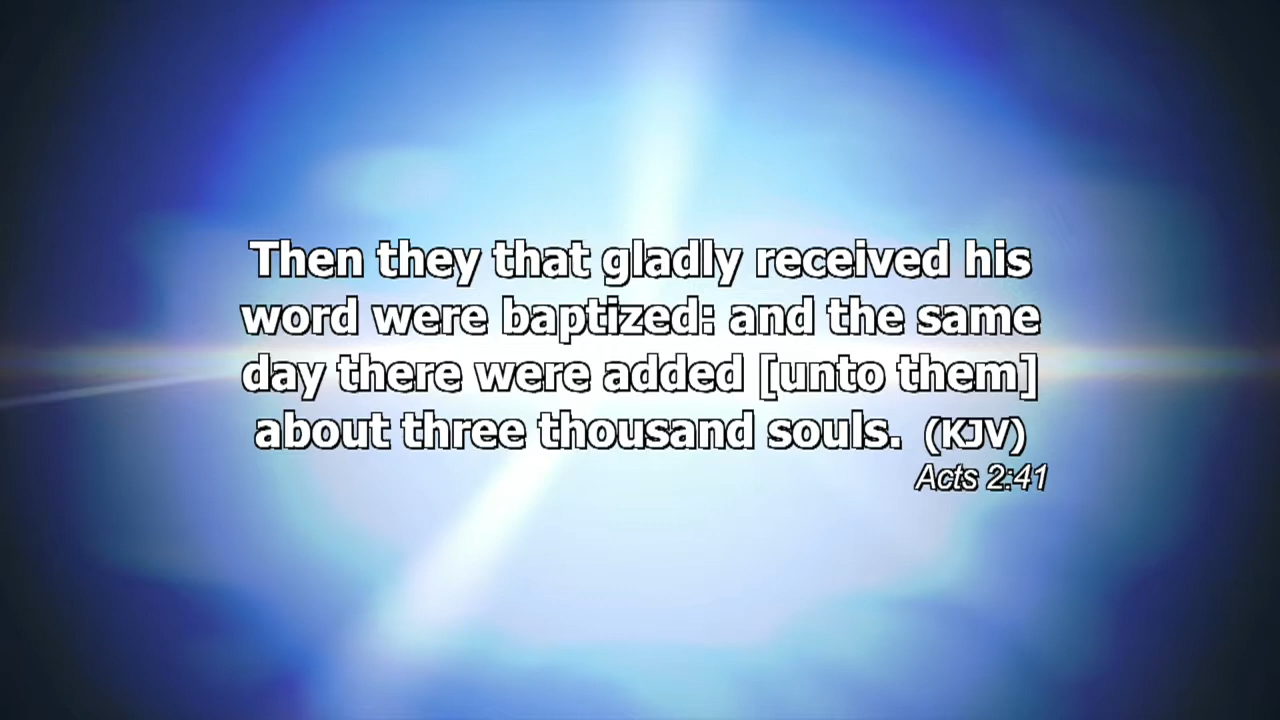 Then they that gladly received his
word were baptized: and the same
day there were added [unto them]
about three thousand souls. (KJV)
Acts 2:41